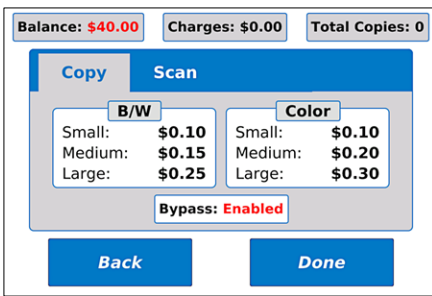 Balance: $40.00 Charges: $0.00 Total Copies: 0
Copy Scan
B/W Color
Small: $0.10 Small: $0.10
Medium: $0.15 Medium: $0.20
Large: $0.25 Large: $0.30
Bypass: Enabled
Back Done